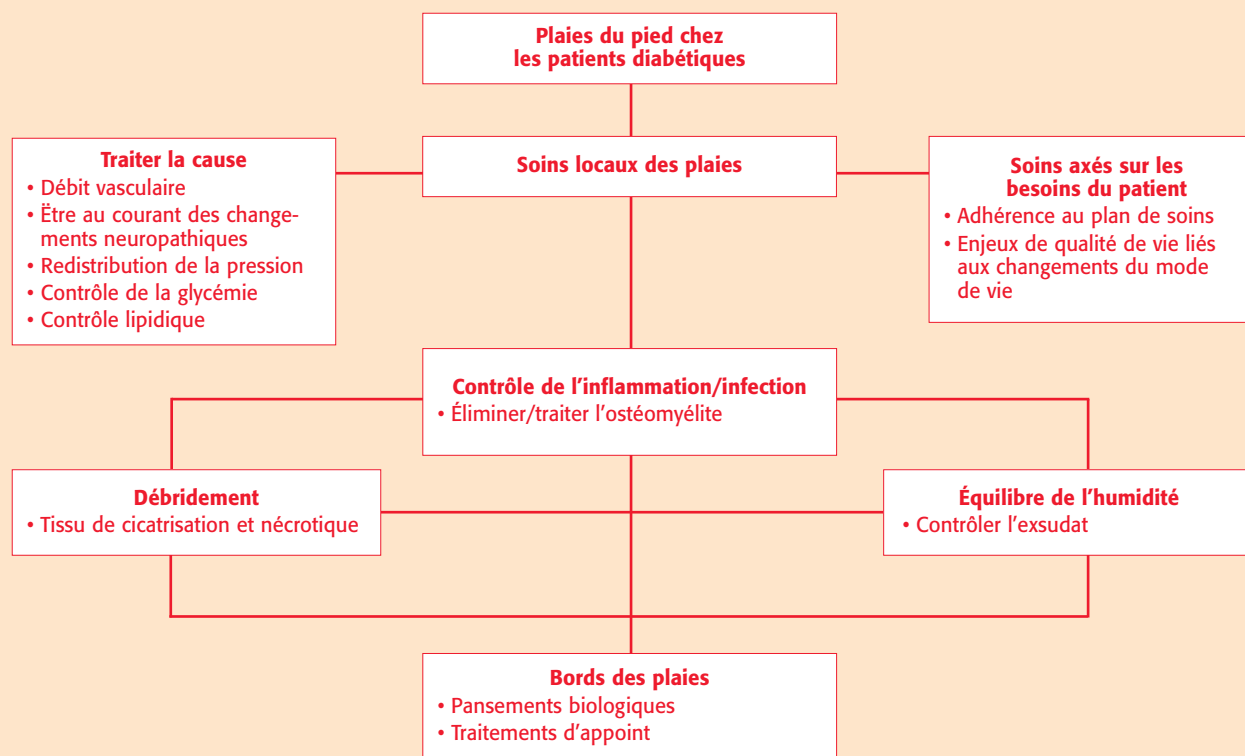 Plaies du pied chez
les patients diabétiques
Traiter la cause
• Débit vasculaire
• Ëtre au courant des change-
ments neuropathiques
• Redistribution de la pression
• Contrôle de la glycémie
• Contrôle lipidique
Soins locaux des plaies
Soins axés sur les
besoins du patient
• Adhérence au plan de soins
• Enjeux de qualité de vie liés
aux changements du mode
de vie
Contrôle de l'inflammation/infection
• Éliminer/traiter l'ostéomyélite
Débridement
• Tissu de cicatrisation et nécrotique
Équilibre de l'humidité
• Contrôler l'exsudat
Bords des plaies
• Pansements biologiques
• Traitements d'appoint